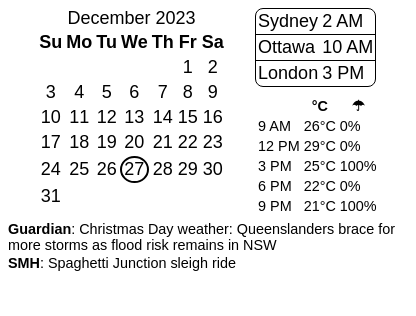 December 2023
Su Mo Tu We Th Fr Sa
1 2
3 4 5 6 7 8 9
10 11 12 13 14 15 16
17 18 19 20 21 22 23
24 25 26 27 28 29 30
31
Sydney 2 AM
Ottawa 10 AM
London 3 PM
°C ☂
9 AM 26°C 0%
12 PM 29°C 0%
3 PM 25°C 100%
6 PM 22°C 0%
9 PM 21°C 100%
Guardian: Christmas Day weather: Queenslanders brace for
more storms as flood risk remains in NSW
SMH: Spaghetti Junction sleigh ride